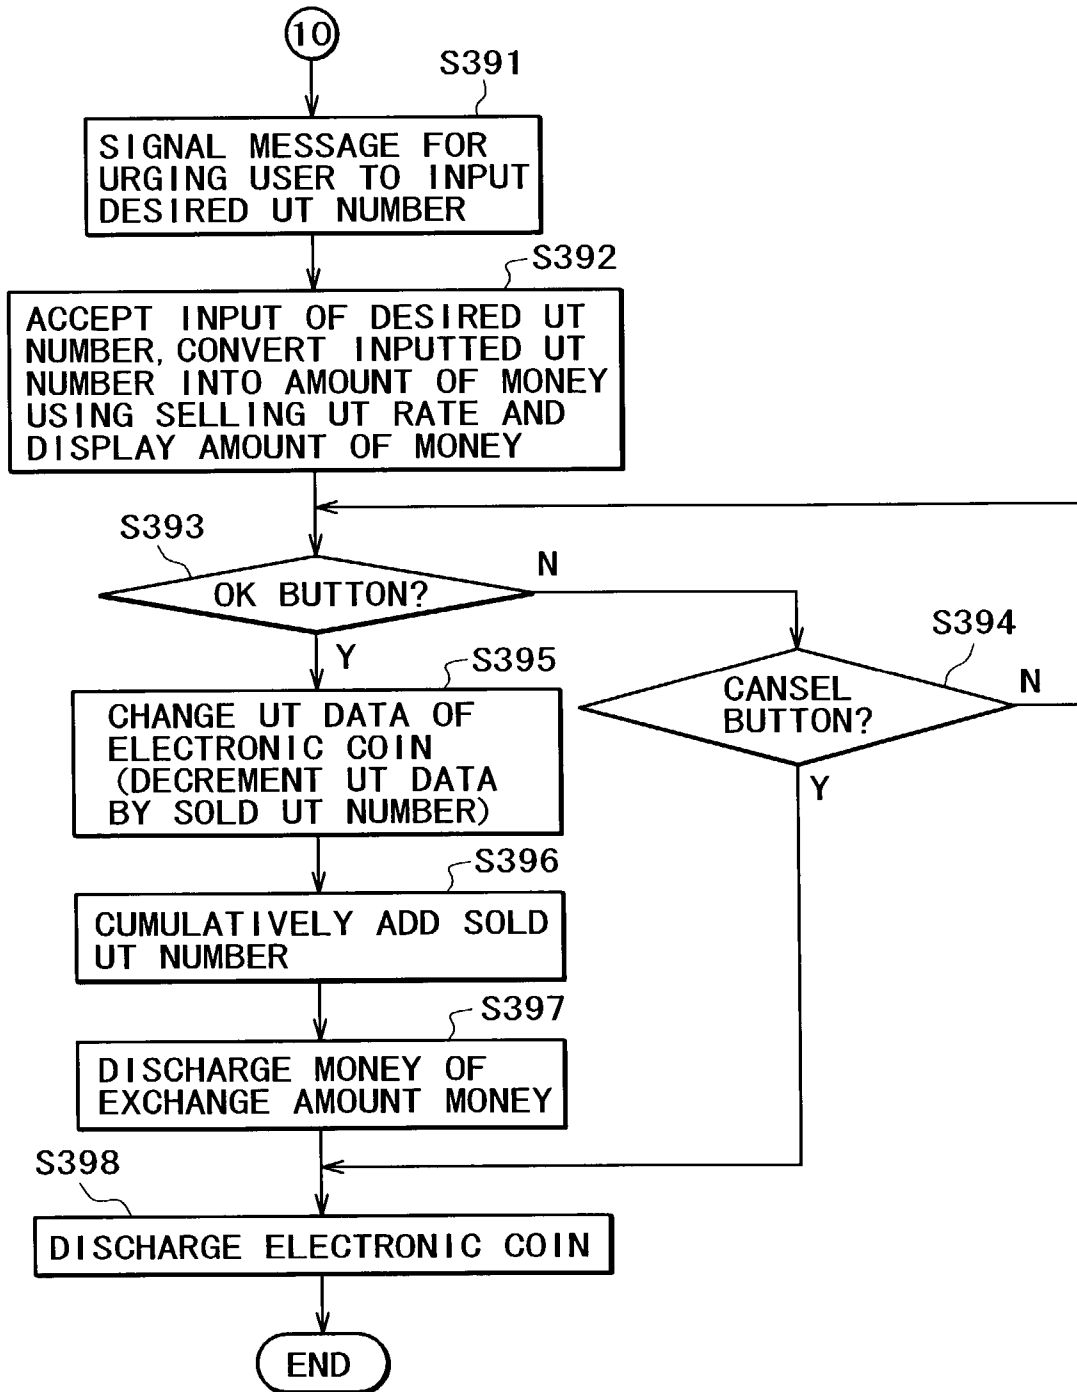 10
S391
SIGNAL MESSAGE FOR
URGING USER TO INPUT
DESIRED UT NUMBER
S392
ACCEPT INPUT OF DESIRED UT
NUMBER, CONVERT INPUTTED UT
NUMBER INTO AMOUNT OF MONEY
USING SELLING UT RATE AND
DISPLAY AMOUNT OF MONEY
S393
OK BUTTON?
N
Y
S394
CANSEL
BUTTON?
N
Y
S395
CHANGE UT DATA OF
ELECTRONIC COIN
(DECREMENT UT DATA
BY SOLD UT NUMBER)
S396
CUMULATIVELY ADD SOLD
UT NUMBER
S397
DISCHARGE MONEY OF
EXCHANGE AMOUNT MONEY
S398
DISCHARGE ELECTRONIC COIN
END